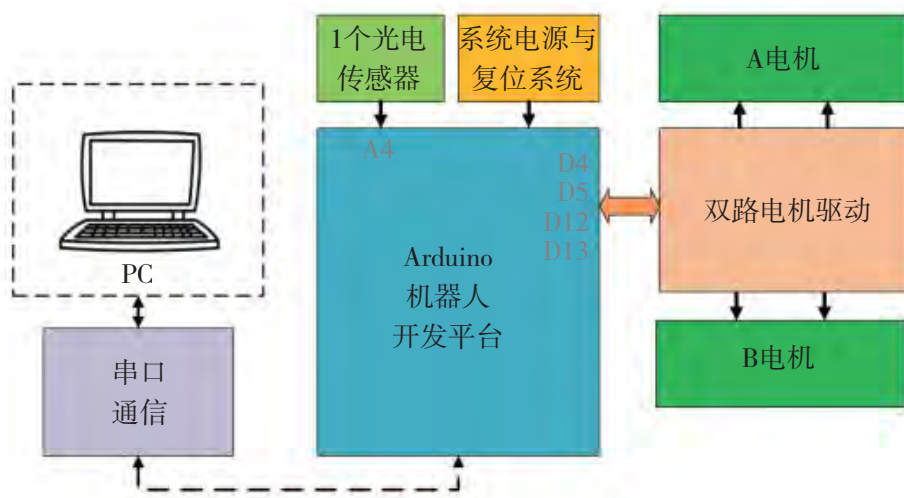 1个光电
传感器
系统电源与
复位系统
A电机
A4
D4
D5
D12
D13
双路电机驱动
PC
Arduino
机器人
开发平台
串口
通信
B电机